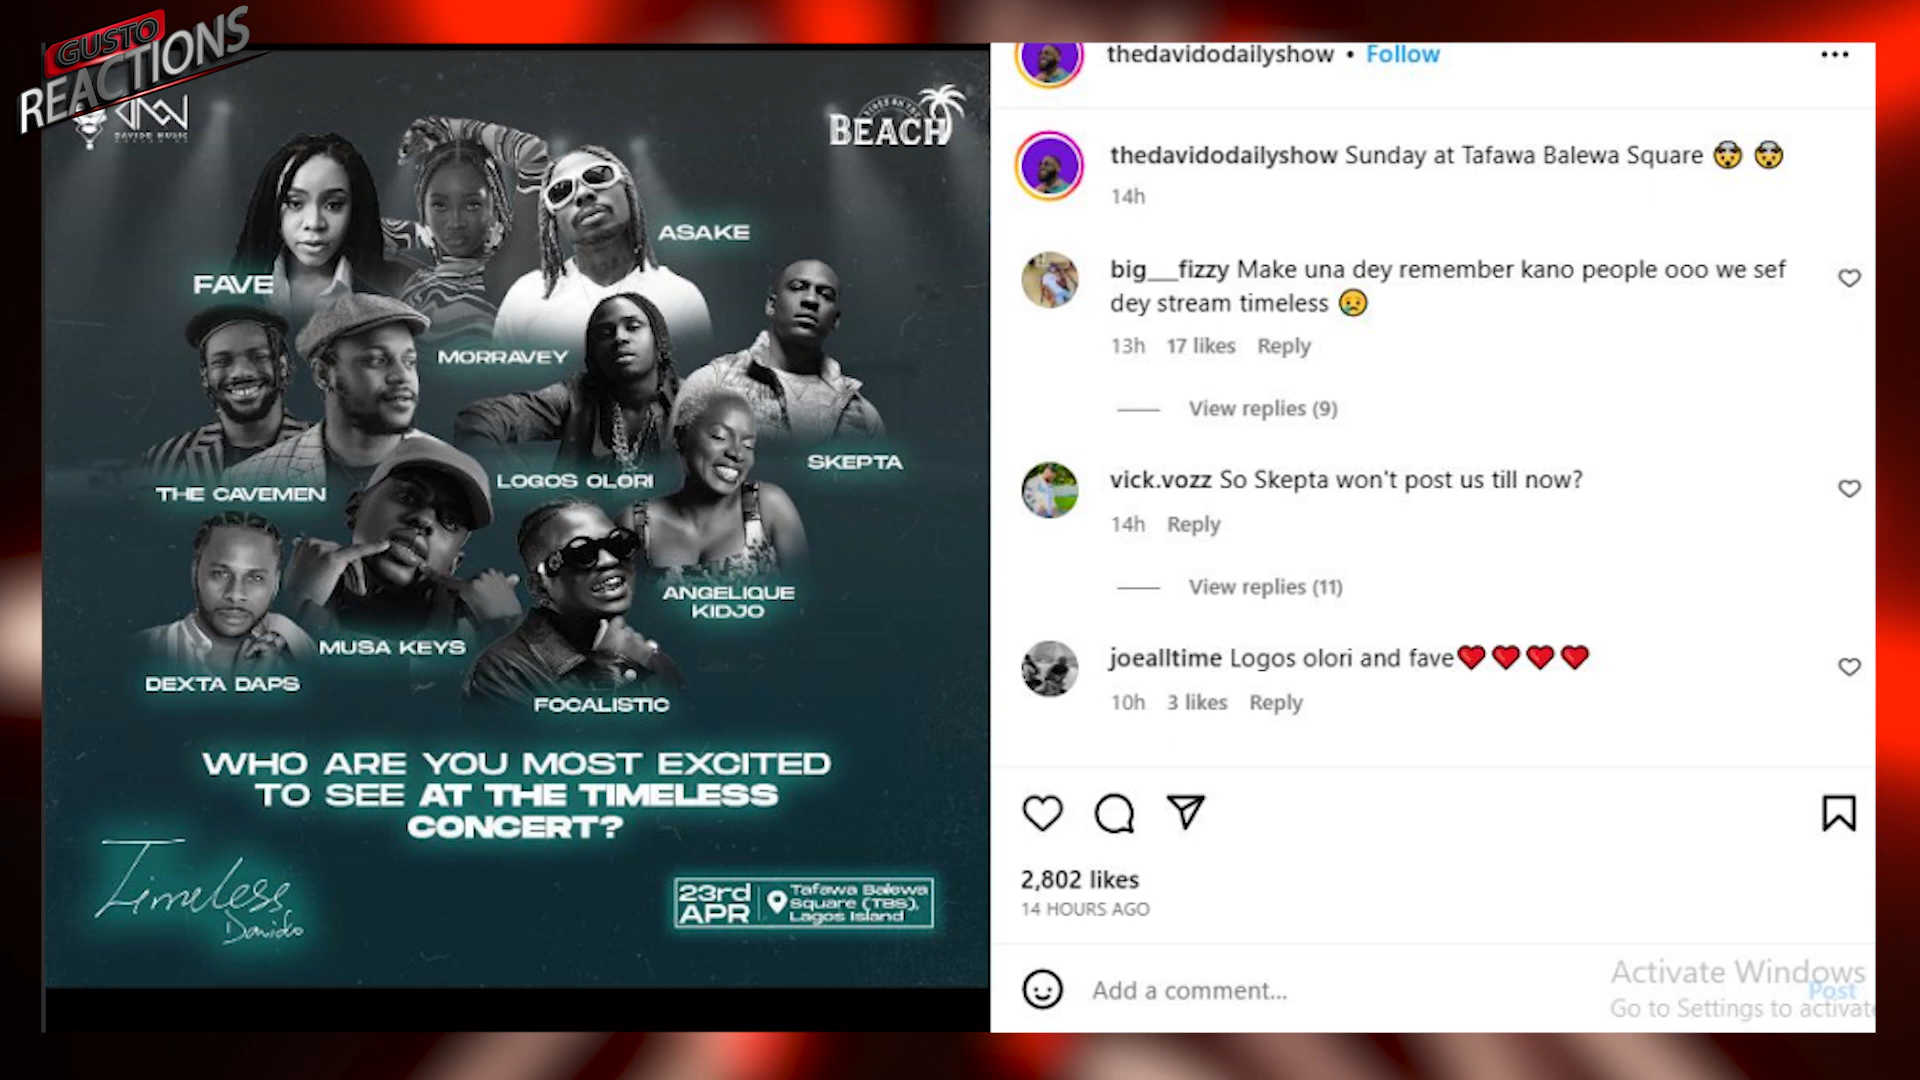 GUSTO
REACTIONS
DAVIDO MUSIC
BEACH
FAVE
ASAKE
MORRAVEY
SKEPTA
THE CAVEMEN
LOGOS OLORI
ANGELIQUE
KIDJO
MUSA KEYS
DEXTA DAPS
FOCALISTIC
WHO ARE YOU MOST EXCITED
TO SEE AT THE TIMELESS
CONCERT?
Timeless
Davido
23rd
APR
Tafawa Balewa
Square (TBS),
Lagos Island
thedavidodailyshow • Follow
thedavidodailyshow Sunday at Tafawa Balewa Square 🤯 🤯
14h
big__fizzy Make una dey remember kano people ooo we sef
dey stream timeless 😢
13h 17 likes Reply
View replies (9)
vick.vozz So Skepta won't post us till now?
14h Reply
View replies (11)
joealltime Logos olori and fave❤️❤️❤️❤️
10h 3 likes Reply
2,802 likes
14 HOURS AGO
Add a comment...
Post
Activate Windows
Go to Settings to activate